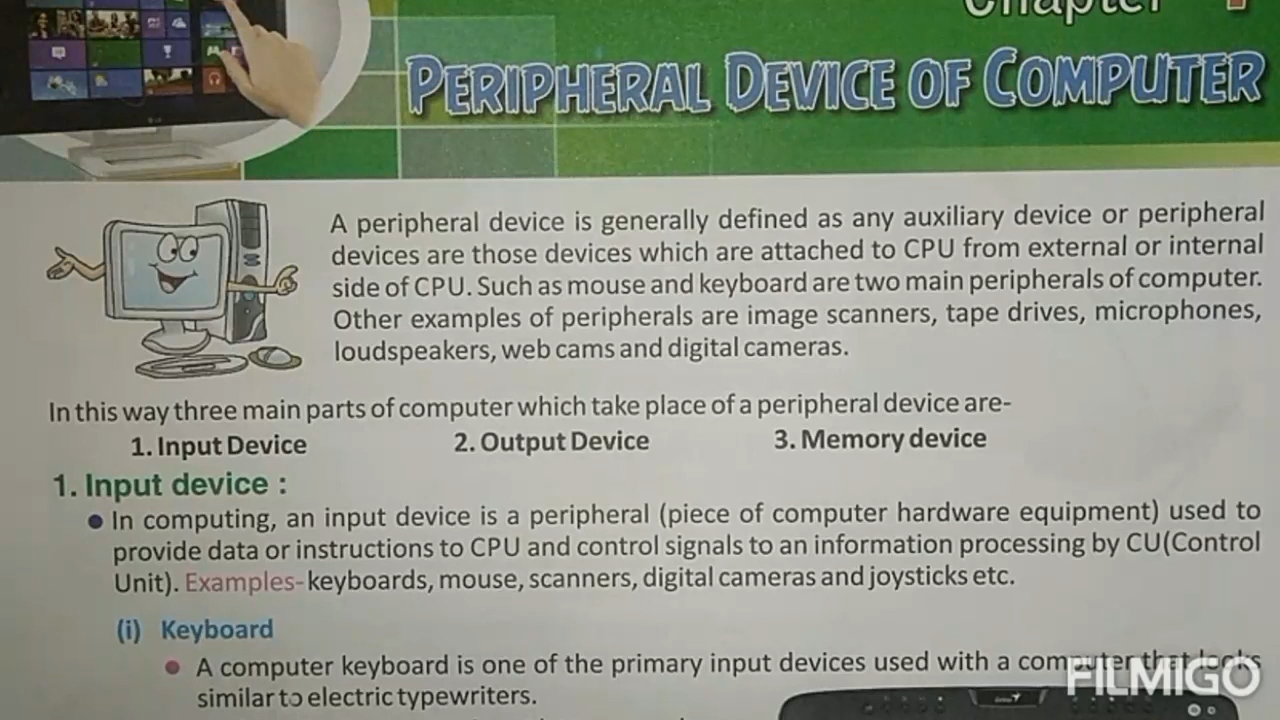 Chapter
PERIPHERAL DEVICE OF COMPUTER
A peripheral device is generally defined as any auxiliary device or peripheral
devices are those devices which are attached to CPU from external or internal
side of CPU. Such as mouse and keyboard are two main peripherals of computer.
Other examples of peripherals are image scanners, tape drives, microphones,
loudspeakers, web cams and digital cameras.
In this way three main parts of computer which take place of a peripheral device are-
1. Input Device 2. Output Device 3. Memory device
1. Input device :
• In computing, an input device is a peripheral (piece of computer hardware equipment) used to
provide data or instructions to CPU and control signals to an information processing by CU(Control
Unit). Examples- keyboards, mouse, scanners, digital cameras and joysticks etc.
(i) Keyboard
• A computer keyboard is one of the primary input devices used with a computer that looks
similar to electric typewriters.
FILMIGO